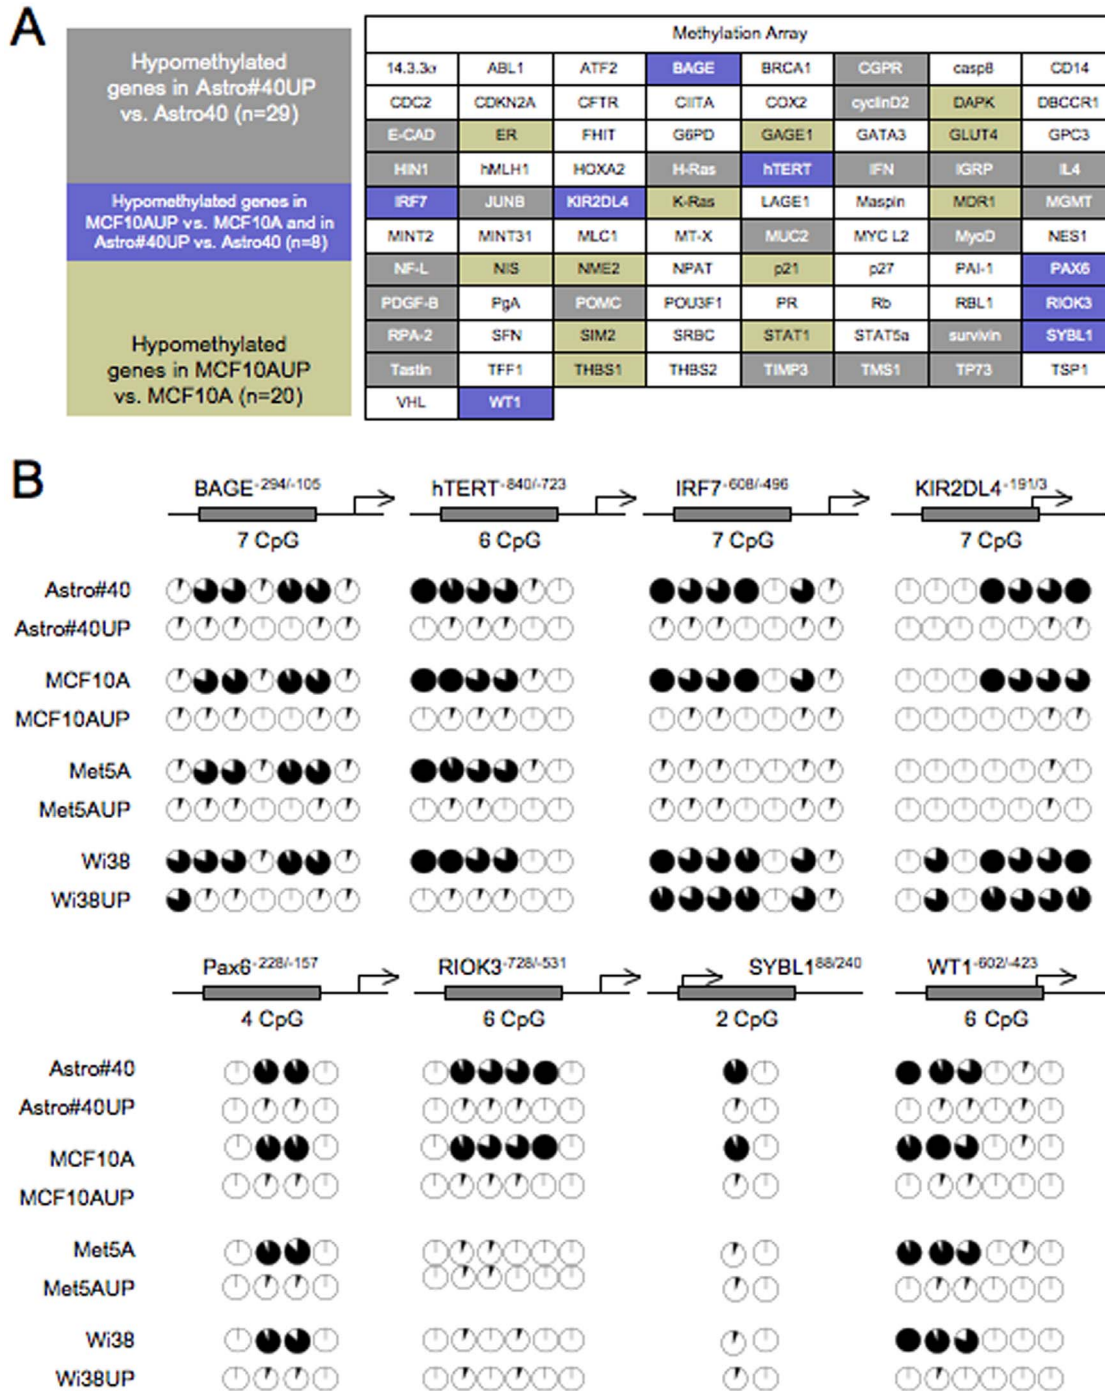 A
Hypomethylated
genes in Astro#40UP
vs. Astro40 (n=29)
Hypomethylated genes in
MCF10AUP vs. MCF10A and in
Astro#40UP vs. Astro40 (n=8)
Hypomethylated
genes in MCF10AUP
vs. MCF10A (n=20)
Methylation Array
14.3.3σ ABL1 ATF2 BAGE BRCA1 CGPR casp8 CD14
CDC2 CDKN2A CFTR CIITA COX2 cyclinD2 DAPK DBCCR1
E-CAD ER FHIT G6PD GAGE1 GATA3 GLUT4 GPC3
HIN1 hMLH1 HOXA2 H-Ras hTERT IFN IGRP IL4
IRF7 JUNB KIR2DL4 K-Ras LAGE1 Maspin MDR1 MGMT
MINT2 MINT31 MLC1 MT-X MUC2 MYC L2 MyoD NES1
NF-L NIS NME2 NPAT p21 p27 PAI-1 PAX6
PDGF-B PgA POMC POU3F1 PR Rb RBL1 RIOK3
RPA-2 SFN SIM2 SRBC STAT1 STAT5a survivin SYBL1
Tastin TFF1 THBS1 THBS2 TIMP3 TMS1 TP73 TSP1
VHL WT1
B
BAGE-294/-105 hTERT-840/-723 IRF7-608/-496 KIR2DL4-191/3
7 CpG 6 CpG 7 CpG 7 CpG
Astro#40
Astro#40UP
MCF10A
MCF10AUP
Met5A
Met5AUP
Wi38
Wi38UP
Pax6-228/-157 RIOK3-728/-531 SYBL188/240 WT1-602/-423
4 CpG 6 CpG 2 CpG 6 CpG
Astro#40
Astro#40UP
MCF10A
MCF10AUP
Met5A
Met5AUP
Wi38
Wi38UP